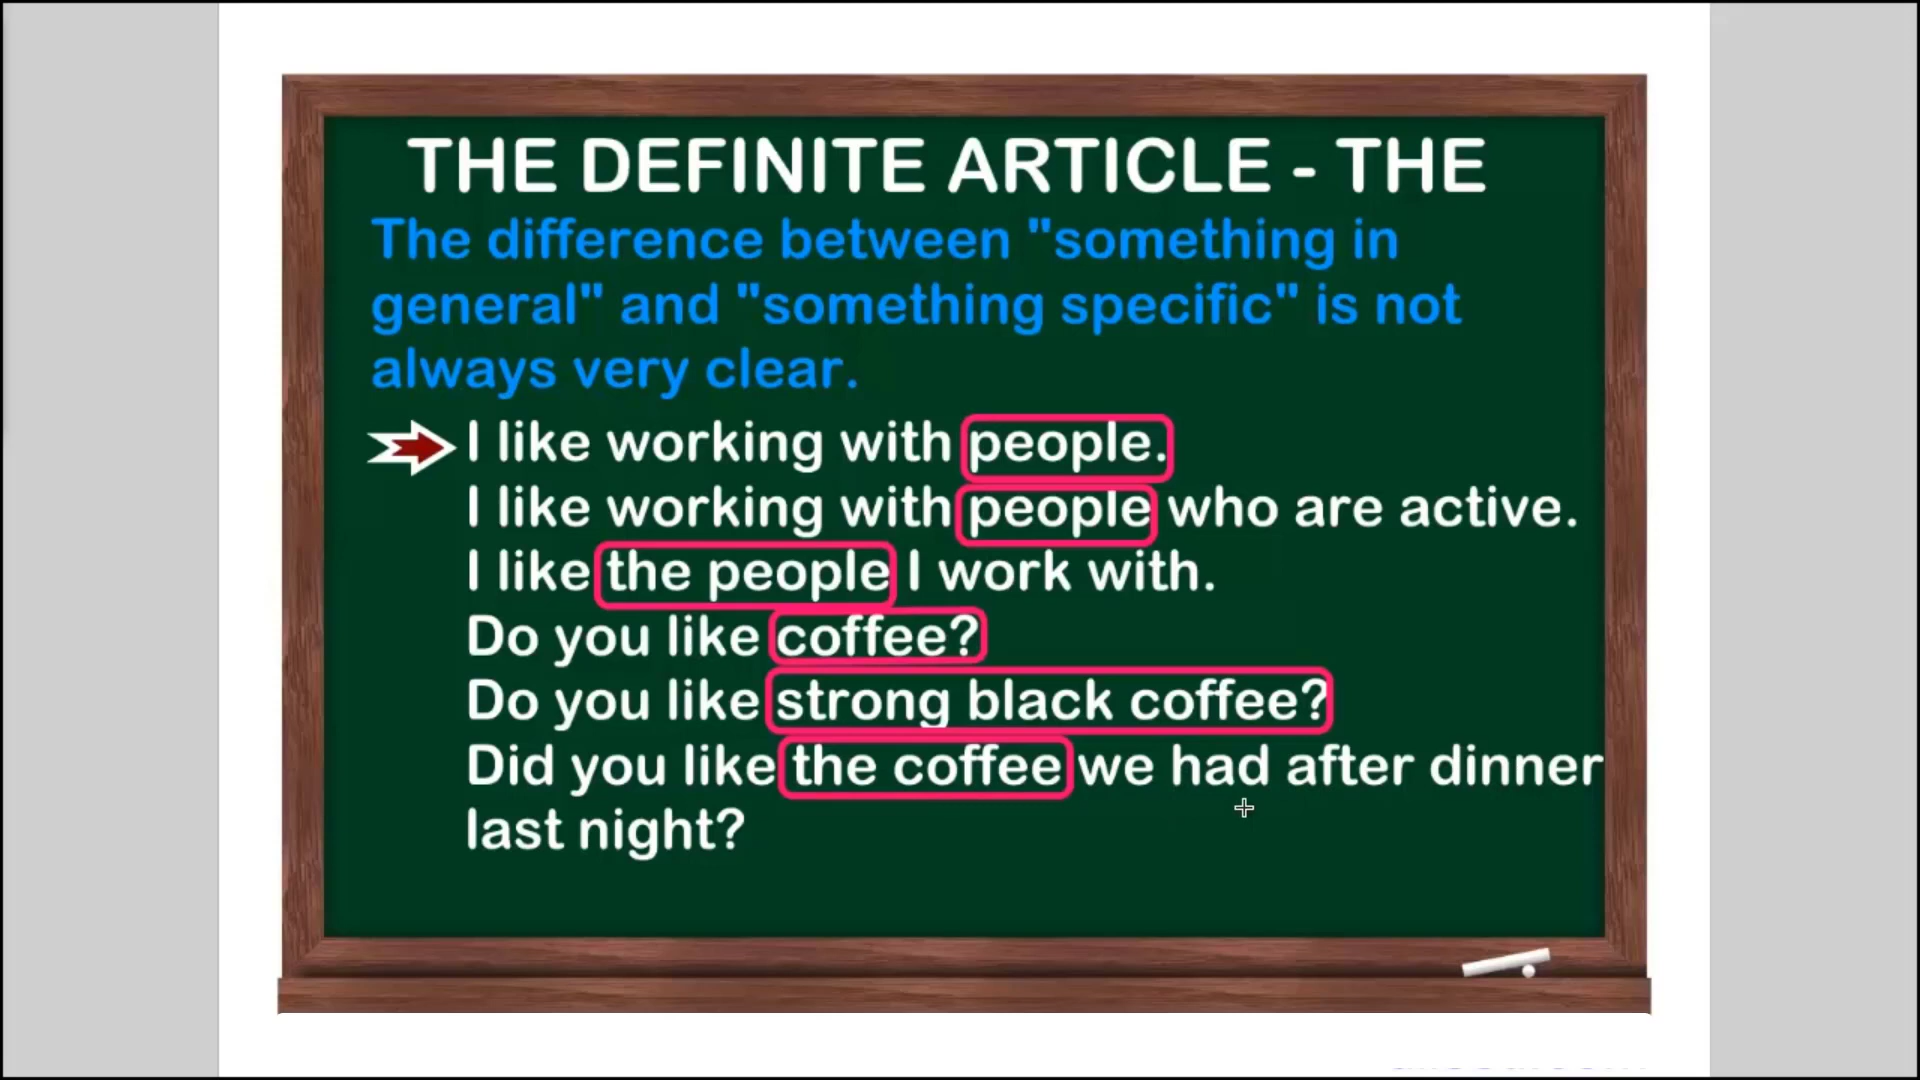 THE DEFINITE ARTICLE - THE
The difference between "something in
general" and "something specific" is not
always very clear.
I like working with people.
I like working with people who are active.
I like the people I work with.
Do you like coffee?
Do you like strong black coffee?
Did you like the coffee we had after dinner
last night?